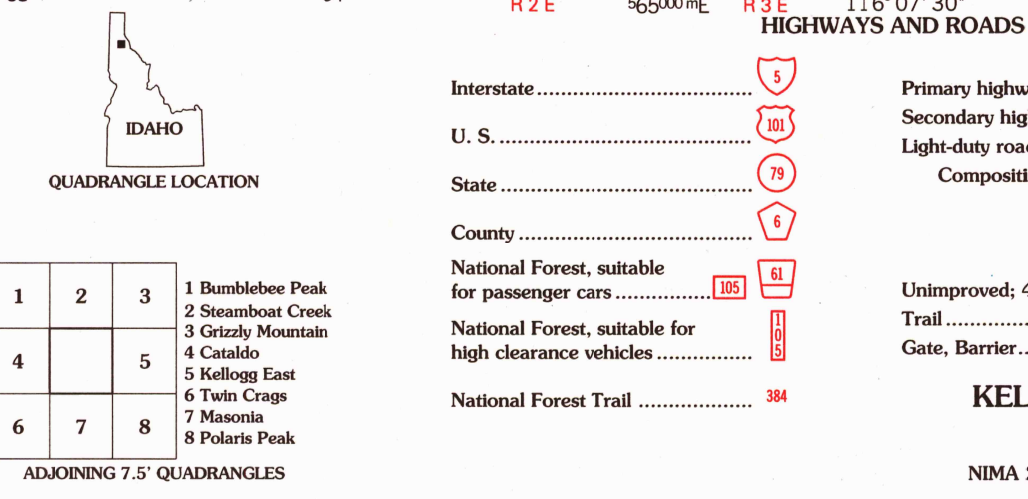 R 2 E 565000 mE R 3 E 116° 07' 30"
HIGHWAYS AND ROADS
IDAHO
QUADRANGLE LOCATION
Interstate 5
U. S. 101
State 79
County 6
National Forest, suitable
for passenger cars 105 61
National Forest, suitable for
high clearance vehicles 105
National Forest Trail 384
Primary highw
Secondary hig
Light-duty roa
Compositi
Unimproved; 4
Trail
Gate, Barrier
1 2 3
4 5
6 7 8
1 Bumblebee Peak
2 Steamboat Creek
3 Grizzly Mountain
4 Cataldo
5 Kellogg East
6 Twin Crags
7 Masonia
8 Polaris Peak
ADJOINING 7.5' QUADRANGLES
KEL
NIMA